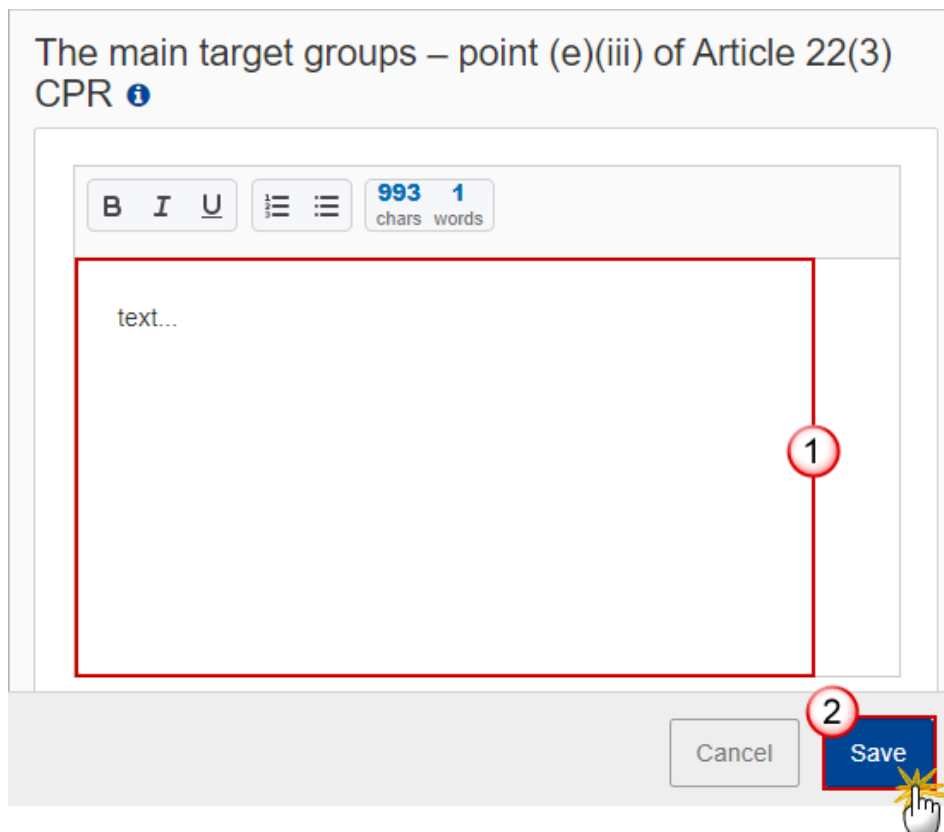 The main target groups – point (e)(iii) of Article 22(3)
CPR
B I U 993 1
chars words
text...
1
2
Cancel Save